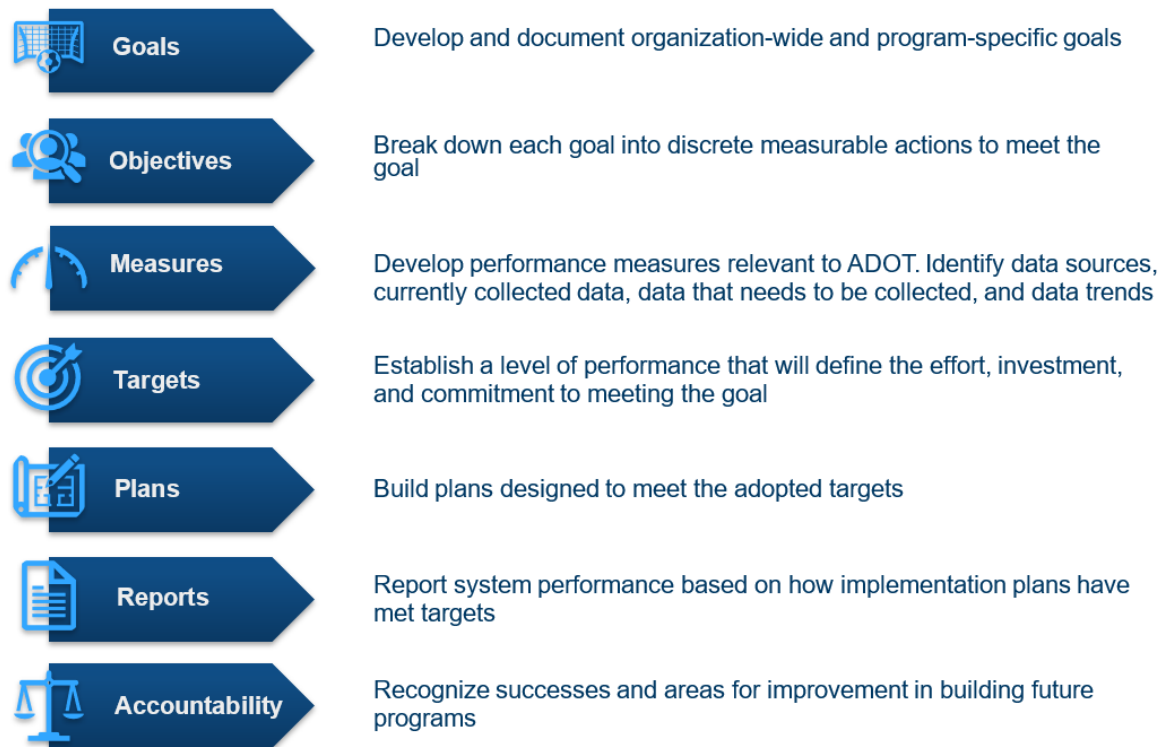 Goals
Develop and document organization-wide and program-specific goals
Objectives
Break down each goal into discrete measurable actions to meet the
goal
Measures
Develop performance measures relevant to ADOT. Identify data sources,
currently collected data, data that needs to be collected, and data trends
Targets
Establish a level of performance that will define the effort, investment,
and commitment to meeting the goal
Plans
Build plans designed to meet the adopted targets
Reports
Report system performance based on how implementation plans have
met targets
Accountability
Recognize successes and areas for improvement in building future
programs